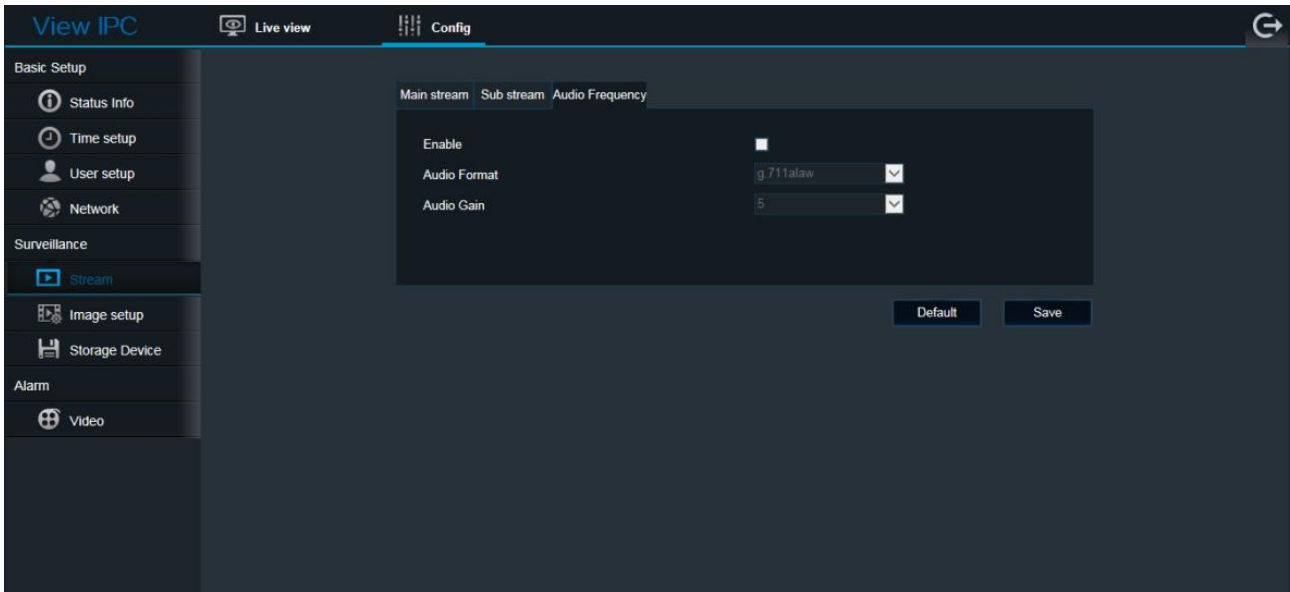 View IPC
Live view
Config
Basic Setup
Status Info
Time setup
User setup
Network
Surveillance
Stream
Image setup
Storage Device
Alarm
Video
Main stream Sub stream Audio Frequency
Enable
Audio Format g.711alaw
Audio Gain 5
Default Save